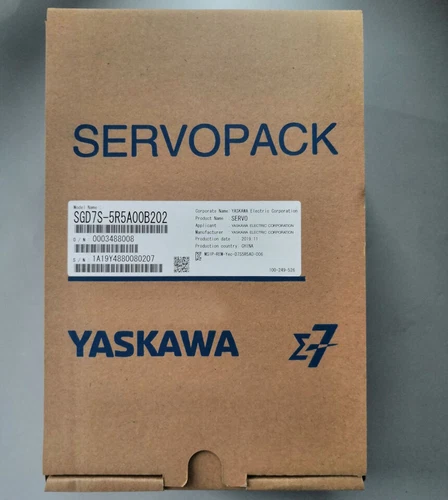 SERVOPACK
Model Name
SGD7S-5R5A00B202
O/N 0003488008
S/N 1A19Y4880080207
Corporate Name: YASKAWA Electric Corporation
Product Name : SERVO
Applicant : YASKAWA ELECTRIC CORPORATION
Manufacturer : YASKAWA ELECTRIC CORPORATION
Production date : 2019.11
Production country : CHINA
YASKAWA Σ7